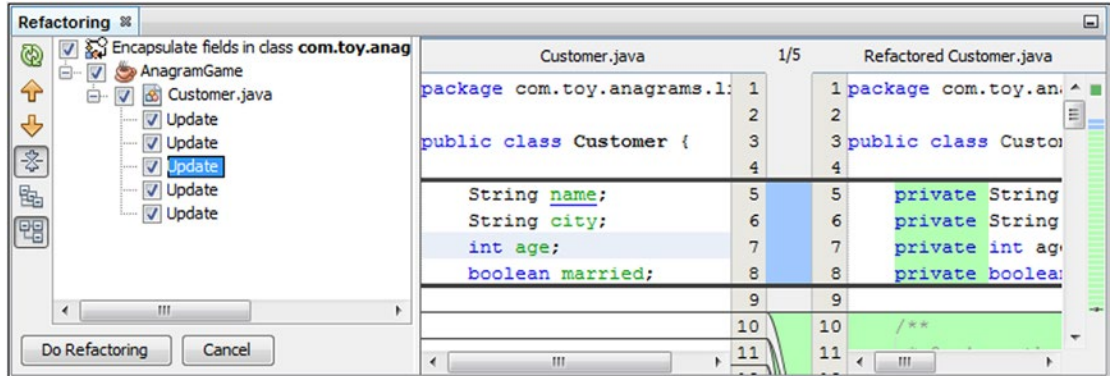 Refactoring
Encapsulate fields in class com.toy.anag
AnagramGame
Customer.java
Update
Update
Update
Update
Update
Do Refactoring
Cancel
Customer.java
1/5
Refactored Customer.java
package com.toy.anagrams.li 1
2
public class Customer { 3
4
String name; 5
String city; 6
int age; 7
boolean married; 8
9
10
11
1 package com.toy.an
2
3 public class Custo
4
5 private String
6 private String
7 private int ag
8 private boolea
9
10 /**
11